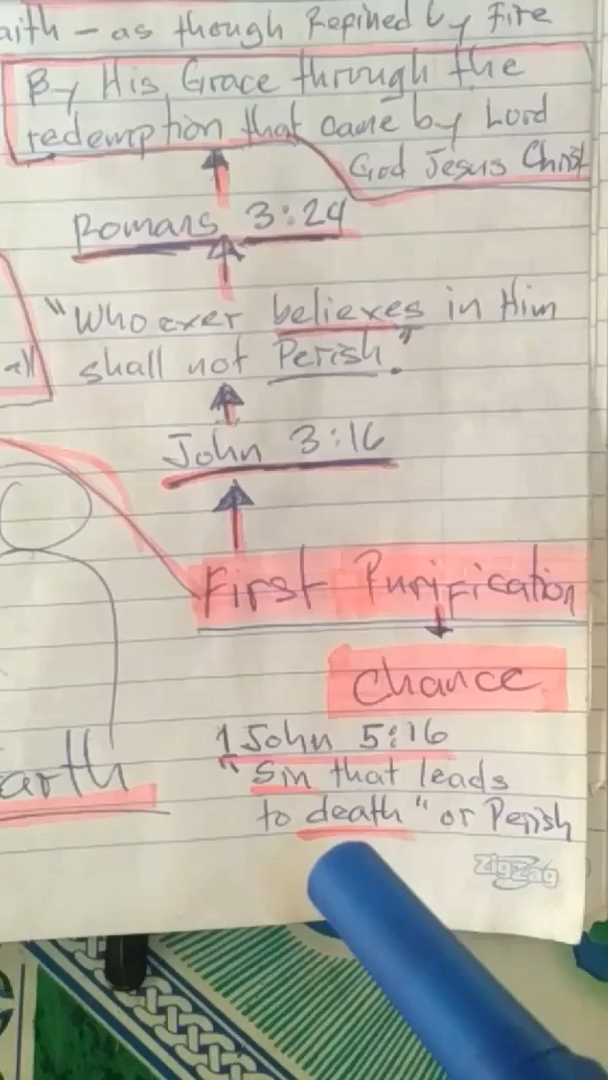 aith - as though Refined by Fire
By His Grace through the
redemption that came by Lord
God Jesus Christ
Romans 3:24
"Whoever believes in Him
all shall not Perish".
John 3:16
First Purification
Chance
1 John 5:16
arth "Sin that leads
to death" or Perish
ZigZag